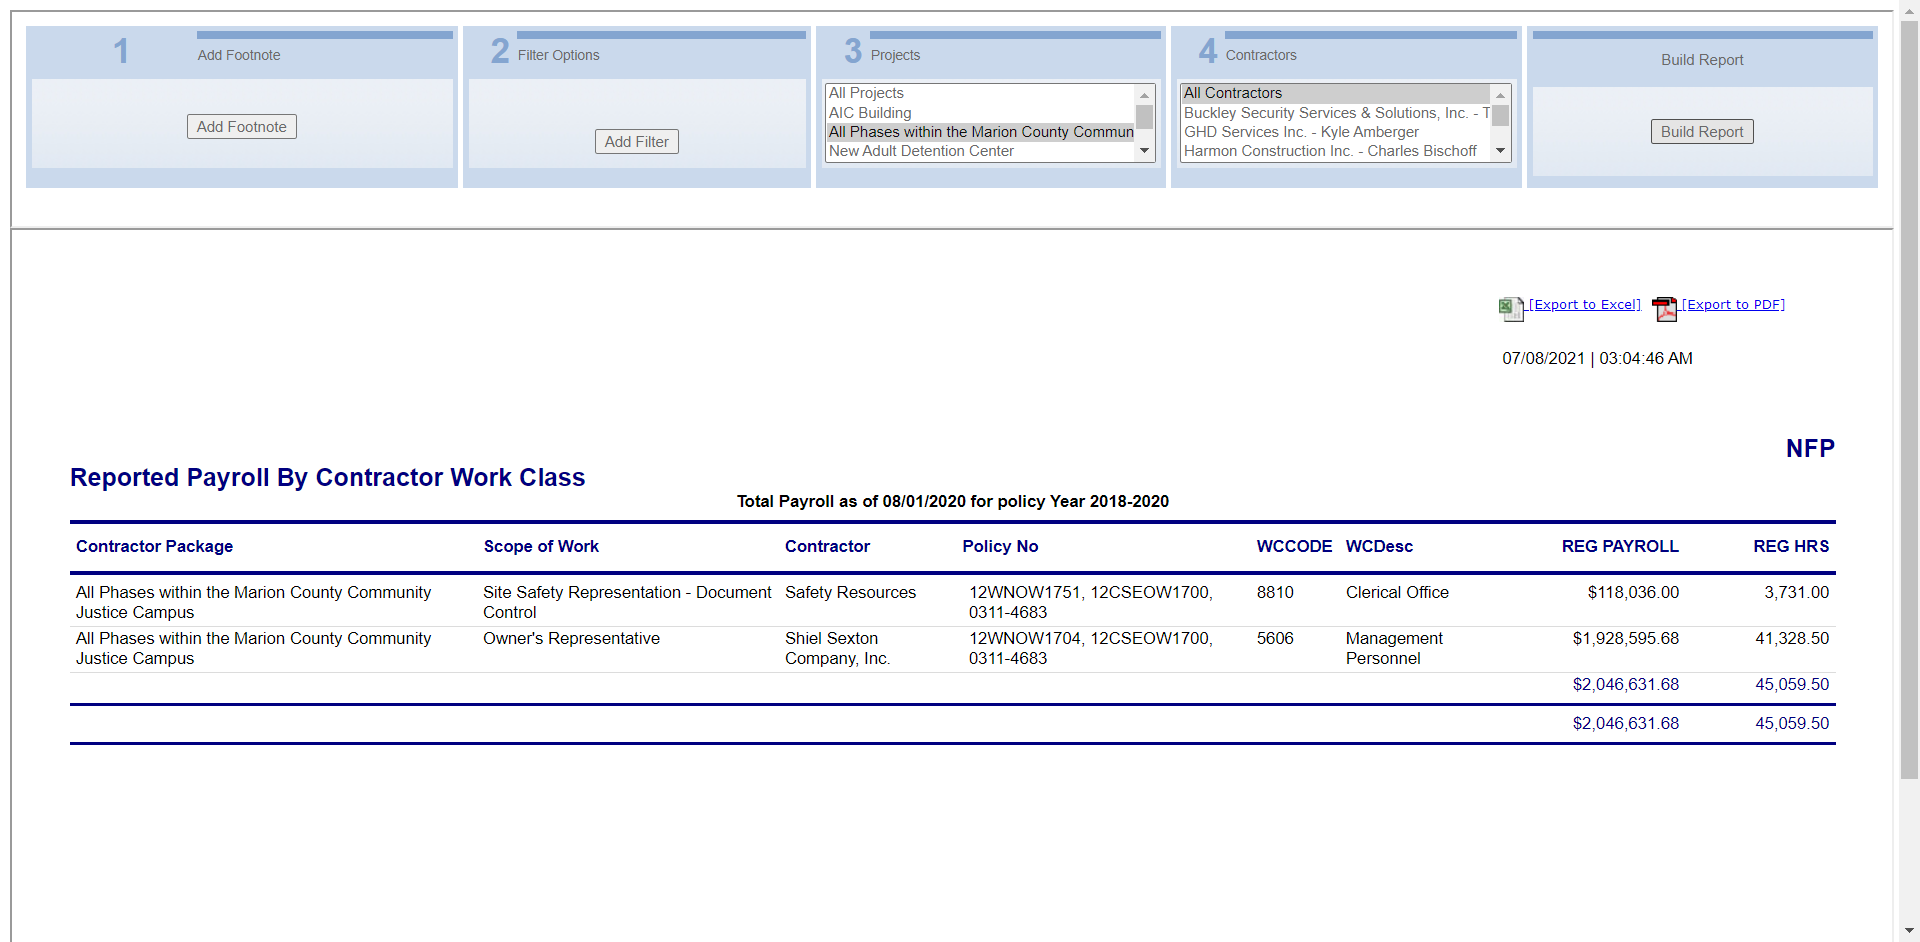 1 Add Footnote
Add Footnote
2 Filter Options
Add Filter
3 Projects
All Projects
AIC Building
All Phases within the Marion County Commun
New Adult Detention Center
4 Contractors
All Contractors
Buckley Security Services & Solutions, Inc. - T
GHD Services Inc. - Kyle Amberger
Harmon Construction Inc. - Charles Bischoff
Build Report
Build Report
[Export to Excel] [Export to PDF]
07/08/2021 | 03:04:46 AM
NFP
Reported Payroll By Contractor Work Class
Total Payroll as of 08/01/2020 for policy Year 2018-2020
Contractor Package Scope of Work Contractor Policy No WCCODE WCDesc REG PAYROLL REG HRS
All Phases within the Marion County Community Site Safety Representation - Document Safety Resources 12WNOW1751, 12CSEOW1700, 8810 Clerical Office $118,036.00 3,731.00
Justice Campus Control 0311-4683
All Phases within the Marion County Community Owner's Representative Shiel Sexton 12WNOW1704, 12CSEOW1700, 5606 Management $1,928,595.68 41,328.50
Justice Campus Company, Inc. 0311-4683 Personnel
$2,046,631.68 45,059.50
$2,046,631.68 45,059.50